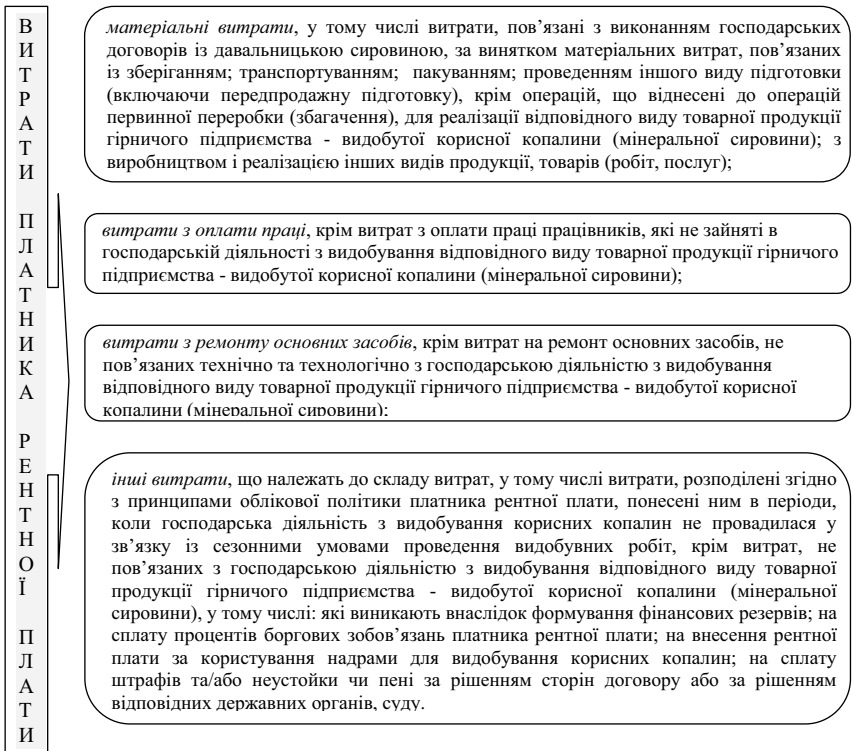 ВИТРАТИ ПЛАТНИКА РЕНТНОЇ ПЛАТИ
матеріальні витрати, у тому числі витрати, пов’язані з виконанням господарських
договорів із давальницькою сировиною, за винятком матеріальних витрат, пов’язаних
із зберіганням; транспортуванням; пакуванням; проведенням іншого виду підготовки
(включаючи передпродажну підготовку), крім операцій, що віднесені до операцій
первинної переробки (збагачення), для реалізації відповідного виду товарної продукції
гірничого підприємства - видобутої корисної копалини (мінеральної сировини); з
виробництвом і реалізацією інших видів продукції, товарів (робіт, послуг);
витрати з оплати праці, крім витрат з оплати праці працівників, які не зайняті в
господарській діяльності з видобування відповідного виду товарної продукції гірничого
підприємства - видобутої корисної копалини (мінеральної сировини);
витрати з ремонту основних засобів, крім витрат на ремонт основних засобів, не
пов’язаних технічно та технологічно з господарською діяльністю з видобування
відповідного виду товарної продукції гірничого підприємства - видобутої корисної
копалини (мінеральної сировини);
інші витрати, що належать до складу витрат, у тому числі витрати, розподілені згідно
з принципами облікової політики платника рентної плати, понесені ним в періоди,
коли господарська діяльність з видобування корисних копалин не провадилася у
зв’язку із сезонними умовами проведення видобувних робіт, крім витрат, не
пов’язаних з господарською діяльністю з видобування відповідного виду товарної
продукції гірничого підприємства - видобутої корисної копалини (мінеральної
сировини), у тому числі: які виникають внаслідок формування фінансових резервів; на
сплату процентів боргових зобов’язань платника рентної плати; на внесення рентної
плати за користування надрами для видобування корисних копалин; на сплату
штрафів та/або неустойки чи пені за рішенням сторін договору або за рішенням
відповідних державних органів, суду.